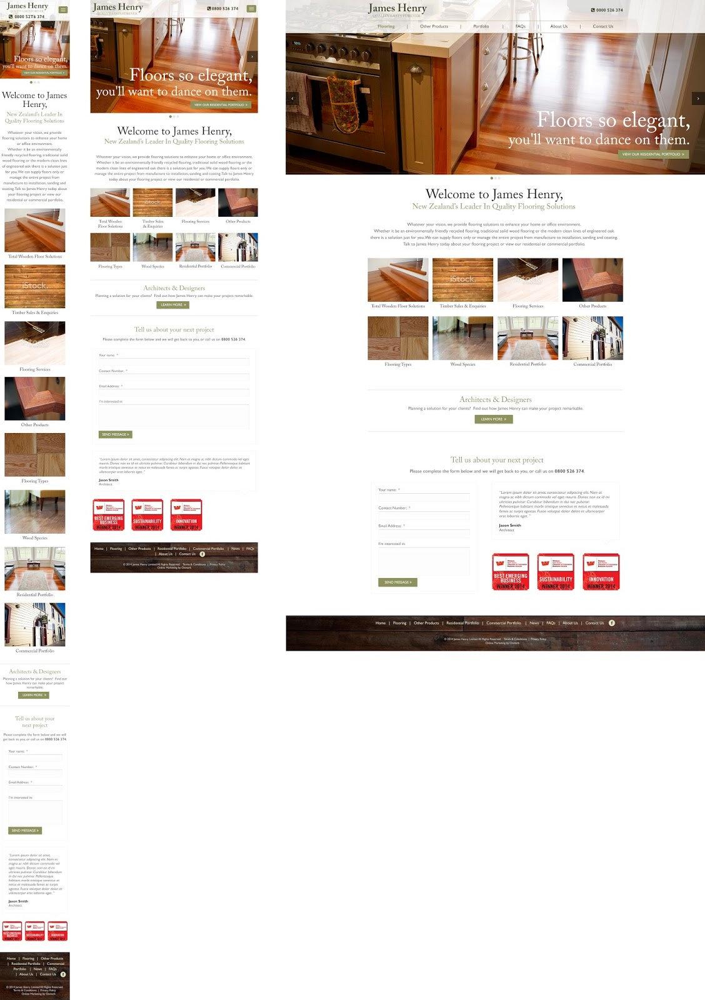 James Henry
QUALITY LASTS FOREVER
0800 52T6 374
Floors so elegant,
you'll want to dance on them.
VIEW OUR RESIDENTIAL PORTFOLIO »
Welcome to James
Henry,
New Zealand's Leader In
Quality Flooring Solutions
Whatever your vision, we provide
flooring solutions to enhance your home
or office environment.
Whether it be an environmentally
friendly recycled flooring, traditional solid
wood flooring or the modern clean lines
of engineered oak there is a solution just
for you. We can supply floors only or
manage the entire project from
manufacture to installation, sanding and
coating. Talk to James Henry today about
your flooring project or view our
residential or commercial portfolio.
Total Wooden Floor Solutions
iStock.
Timber Sales & Enquiries
iStock
Flooring Services
Other Products
Flooring Types
Wood Species
Residential Portfolio
Commercial Portfolio
Architects & Designers
Planning a solution for your clients? Find out
how James Henry can make your project
remarkable.
LEARN MORE »
Tell us about your
next project
Please complete the form below and we will
get back to you, or call us on 0800 526 374.
Your name: *
Contact Number: *
Email Address: *
I'm interested in:
SEND MESSAGE »
"Lorem ipsum dolor sit amet,
consectetur adipiscing elit. Nam et
magna ac nibh dictum commodo vel
eget mauris. Donec non ex id mi
ultricies pulvinar. Curabitur bibendum
in dui nec pulvinar. Pellentesque
habitant morbi tristique senectus et
netus et malesuada fames ac turpis
egestas. Fusce volutpat dolor dolor, et
ullamcorper erat lobortis eget. "
Jason Smith
Architect
BEST EMERGING
BUSINESS
WINNER 2014
SUSTAINABILITY
WINNER 2014
INNOVATION
WINNER 2014
Home | Flooring | Other Products
| Residential Portfolio | Commercial
Portfolio | News | FAQs
| About Us | Contact Us f
© 2014 James Henry Limited All Rights Reserved.
Terms & Conditions | Privacy Policy
Online Marketing by Osmark
James Henry
QUALITY LASTS FOREVER
0800 526 374
Floors so elegant,
you'll want to dance on them.
VIEW OUR RESIDENTIAL PORTFOLIO »
Welcome to James Henry,
New Zealand's Leader In Quality Flooring Solutions
Whatever your vision, we provide flooring solutions to enhance your home or office environment.
Whether it be an environmentally friendly recycled flooring, traditional solid wood flooring or the
modern clean lines of engineered oak there is a solution just for you. We can supply floors only or
manage the entire project from manufacture to installation, sanding and coating. Talk to James Henry
today about your flooring project or view our residential or commercial portfolio.
iStock.
iStock
Total Wooden
Floor Solutions
Timber Sales
& Enquiries
Flooring Services
Other Products
Flooring Types
Wood Species
Residential Portfolio
Commercial Portfolio
Architects & Designers
Planning a solution for your clients? Find out how James Henry can make your project remarkable.
LEARN MORE »
Tell us about your next project
Please complete the form below and we will get back to you, or call us on 0800 526 374.
Your name: *
Contact Number: *
Email Address: *
I'm interested in:
SEND MESSAGE »
"Lorem ipsum dolor sit amet, consectetur adipiscing elit. Nam et magna ac nibh dictum commodo vel eget
mauris. Donec non ex id mi ultricies pulvinar. Curabitur bibendum in dui nec pulvinar. Pellentesque habitant
morbi tristique senectus et netus et malesuada fames ac turpis egestas. Fusce volutpat dolor dolor, et
ullamcorper erat lobortis eget. "
Jason Smith
Architect
BEST EMERGING
BUSINESS
WINNER 2014
SUSTAINABILITY
WINNER 2014
INNOVATION
WINNER 2014
Home | Flooring | Other Products | Residential Portfolio | Commercial Portfolio | News | FAQs
| About Us | Contact Us f
© 2014 James Henry Limited All Rights Reserved. Terms & Conditions | Privacy Policy
Online Marketing by Osmark
James Henry
QUALITY LASTS FOREVER
0800 526 374
Flooring | Other Products | Portfolio | FAQs | About Us | Contact Us
Floors so elegant,
you'll want to dance on them.
VIEW OUR RESIDENTIAL PORTFOLIO »
Welcome to James Henry,
New Zealand's Leader In Quality Flooring Solutions
Whatever your vision, we provide flooring solutions to enhance your home or office environment.
Whether it be an environmentally friendly recycled flooring, traditional solid wood flooring or the modern clean lines of engineered oak
there is a solution just for you. We can supply floors only or manage the entire project from manufacture to installation, sanding and coating.
Talk to James Henry today about your flooring project or view our residential or commercial portfolio.
iStock.
iStock
Total Wooden Floor Solutions
Timber Sales & Enquiries
Flooring Services
Other Products
Flooring Types
Wood Species
Residential Portfolio
Commercial Portfolio
Architects & Designers
Planning a solution for your clients? Find out how James Henry can make your project remarkable.
LEARN MORE »
Tell us about your next project
Please complete the form below and we will get back to you, or call us on 0800 526 374.
Your name: *
Contact Number: *
Email Address: *
I'm interested in:
SEND MESSAGE »
"Lorem ipsum dolor sit amet, consectetur adipiscing elit. Nam et
magna ac nibh dictum commodo vel eget mauris. Donec non ex id mi
ultricies pulvinar. Curabitur bibendum in dui nec pulvinar.
Pellentesque habitant morbi tristique senectus et netus et malesuada
fames ac turpis egestas. Fusce volutpat dolor dolor, et ullamcorper
erat lobortis eget. "
Jason Smith
Architect
BEST EMERGING
BUSINESS
WINNER 2014
SUSTAINABILITY
WINNER 2014
INNOVATION
WINNER 2014
Home | Flooring | Other Products | Residential Portfolio | Commercial Portfolio | News | FAQs | About Us | Contact Us f
© 2014 James Henry Limited All Rights Reserved. Terms & Conditions | Privacy Policy
Online Marketing by Osmark